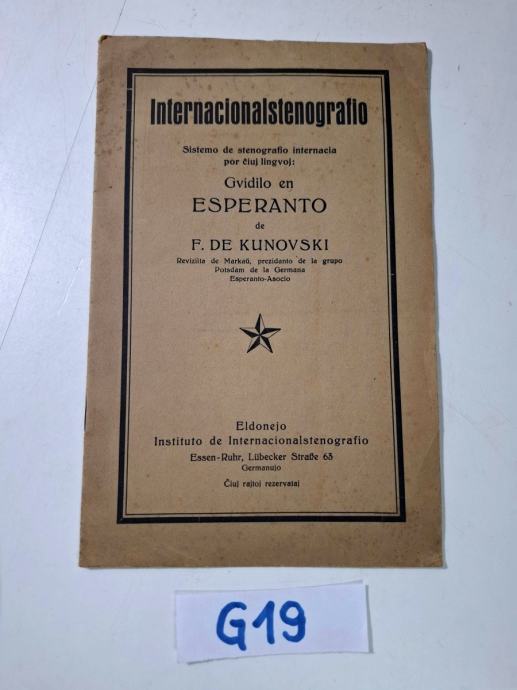 Internacionalstenografio
Sistemo de stenografio internacia
por ĉiuj lingvoj:
Gvidilo en
ESPERANTO
de
F. DE KUNOVSKI
Reviziita de Markaŭ, prezidanto de la grupo
Potsdam de la Germana
Esperanto-Asocio
Eldonejo
Instituto de Internacionalstenografio
Essen-Ruhr, Lübecker Straße 63
Germanujo
Ĉiuj rajtoj rezervataj
G19